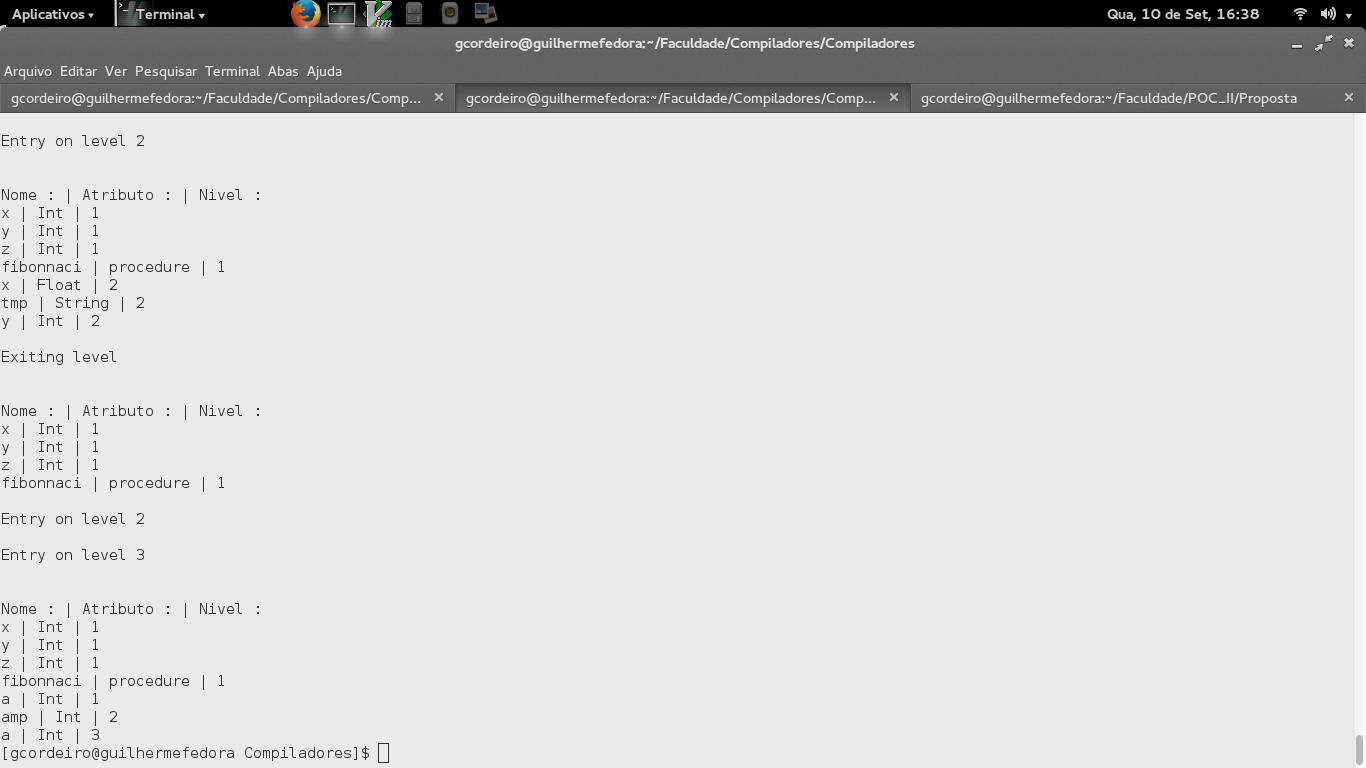 Aplicativos
Terminal
Qua, 10 de Set, 16:38
gcordeiro@guilhermefedora:~/Faculdade/Compiladores/Compiladores
Arquivo Editar Ver Pesquisar Terminal Abas Ajuda
gcordeiro@guilhermefedora:~/Faculdade/Compiladores/Comp...
gcordeiro@guilhermefedora:~/Faculdade/Compiladores/Comp...
gcordeiro@guilhermefedora:~/Faculdade/POC_II/Proposta
Entry on level 2
Nome : | Atributo : | Nivel :
x | Int | 1
y | Int | 1
z | Int | 1
fibonnaci | procedure | 1
x | Float | 2
tmp | String | 2
y | Int | 2
Exiting level
Nome : | Atributo : | Nivel :
x | Int | 1
y | Int | 1
z | Int | 1
fibonnaci | procedure | 1
Entry on level 2
Entry on level 3
Nome : | Atributo : | Nivel :
x | Int | 1
y | Int | 1
z | Int | 1
fibonnaci | procedure | 1
a | Int | 1
amp | Int | 2
a | Int | 3
[gcordeiro@guilhermefedora Compiladores]$